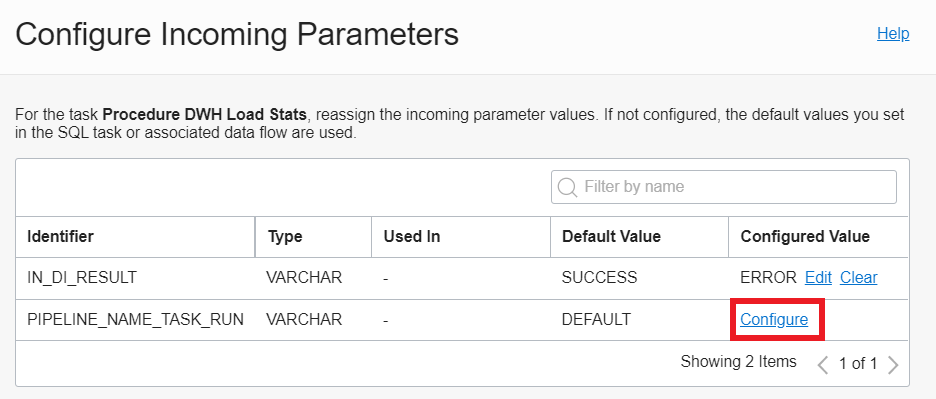 Configure Incoming Parameters
Help
For the task Procedure DWH Load Stats, reassign the incoming parameter values. If not configured, the default values you set
in the SQL task or associated data flow are used.
Filter by name
Identifier Type Used In Default Value Configured Value
IN_DI_RESULT VARCHAR - SUCCESS ERROR Edit Clear
PIPELINE_NAME_TASK_RUN VARCHAR - DEFAULT Configure
Showing 2 Items 1 of 1